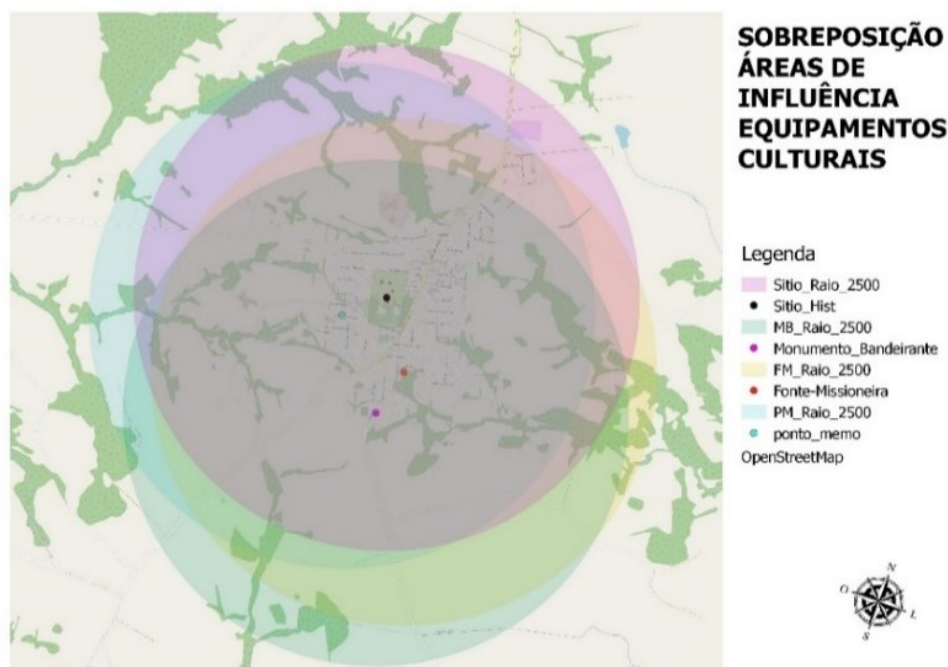 SOBREPOSIÇÃO
ÁREAS DE
INFLUÊNCIA
EQUIPAMENTOS
CULTURAIS
Legenda
Sitio_Raio_2500
Sitio_Hist
MB_Raio_2500
Monumento_Bandeirante
FM_Raio_2500
Fonte-Missioneira
PM_Raio_2500
ponto_memo
OpenStreetMap
N
O
L
S